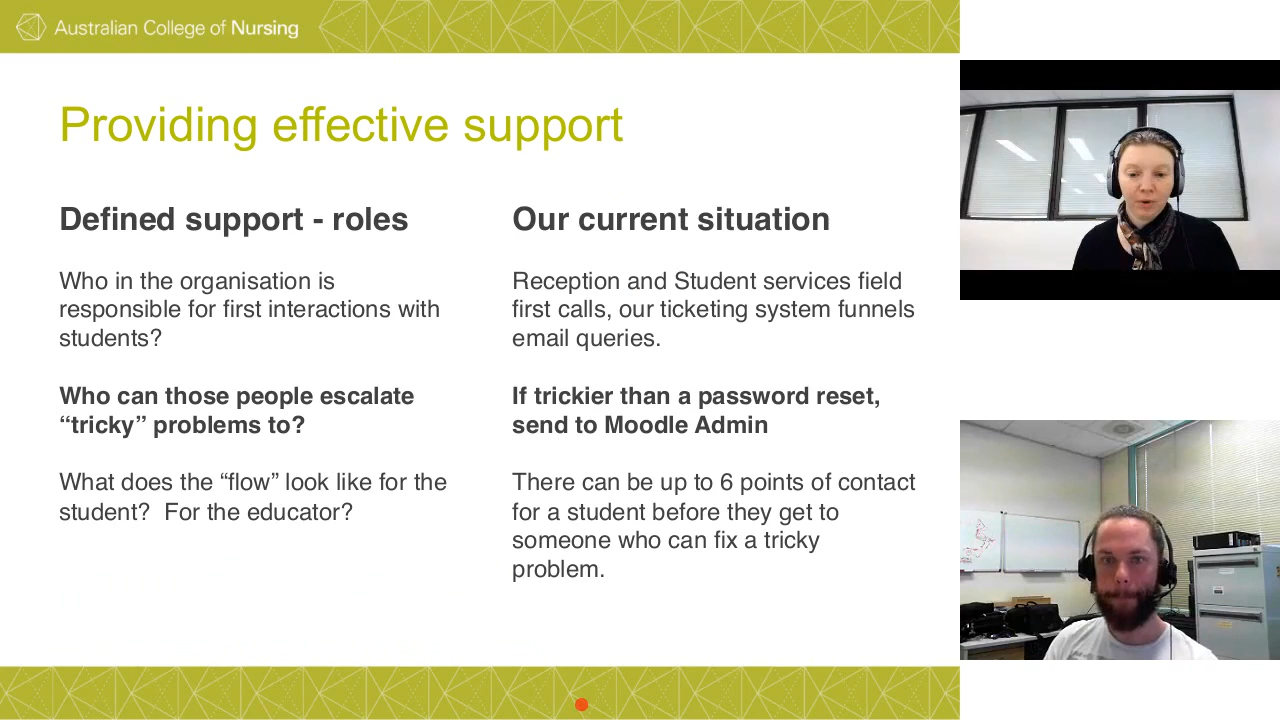 Australian College of Nursing
Providing effective support
Defined support - roles
Who in the organisation is
responsible for first interactions with
students?
Who can those people escalate
“tricky” problems to?
What does the “flow” look like for the
student?  For the educator?
Our current situation
Reception and Student services field
first calls, our ticketing system funnels
email queries.
If trickier than a password reset,
send to Moodle Admin
There can be up to 6 points of contact
for a student before they get to
someone who can fix a tricky
problem.